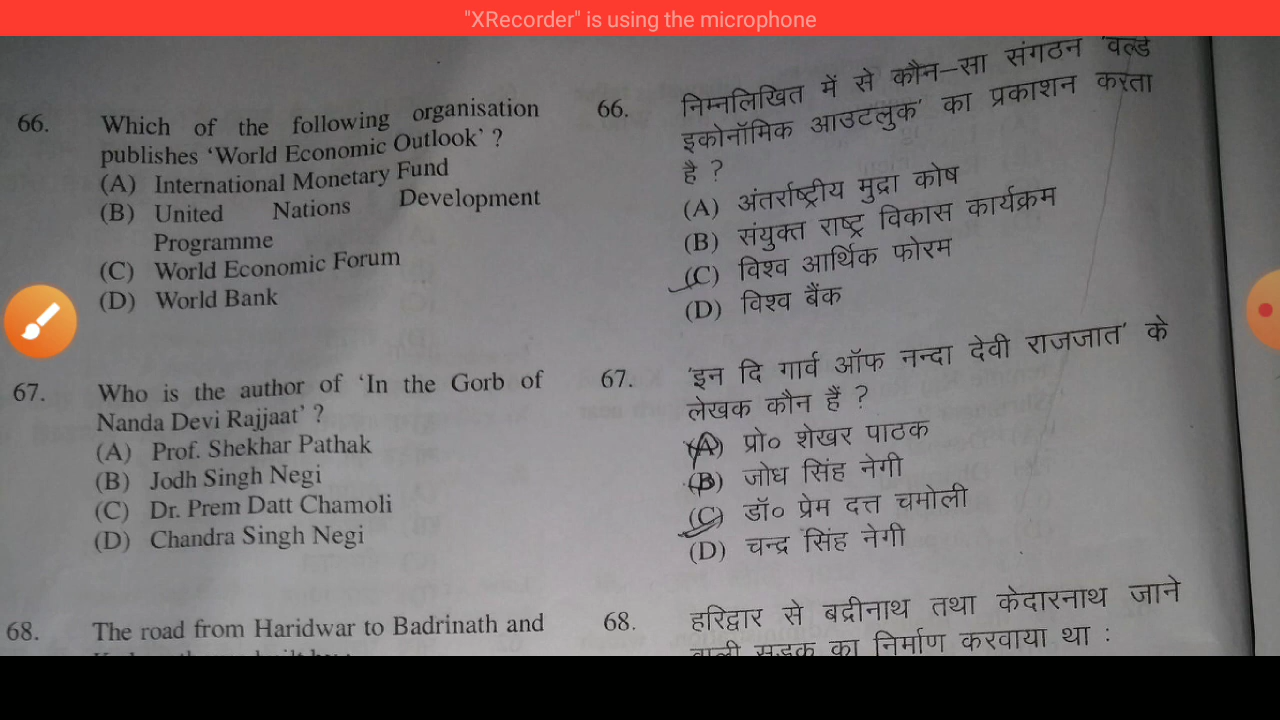 "XRecorder" is using the microphone
66. Which of the following organisation
publishes ‘World Economic Outlook’ ?
(A) International Monetary Fund
(B) United Nations Development
Programme
(C) World Economic Forum
(D) World Bank
67. Who is the author of ‘In the Gorb of
Nanda Devi Rajjaat’ ?
(A) Prof. Shekhar Pathak
(B) Jodh Singh Negi
(C) Dr. Prem Datt Chamoli
(D) Chandra Singh Negi
68. The road from Haridwar to Badrinath and
66. निम्नलिखित में से कौन–सा संगठन ‘वर्ल्ड
इकोनॉमिक आउटलुक’ का प्रकाशन करता
है ?
(A) अंतर्राष्ट्रीय मुद्रा कोष
(B) संयुक्त राष्ट्र विकास कार्यक्रम
(C) विश्व आर्थिक फोरम
(D) विश्व बैंक
67. ‘इन दि गार्व ऑफ नन्दा देवी राजजात’ के
लेखक कौन हैं ?
(A) प्रो० शेखर पाठक
(B) जोध सिंह नेगी
(C) डॉ० प्रेम दत्त चमोली
(D) चन्द्र सिंह नेगी
68. हरिद्वार से बद्रीनाथ तथा केदारनाथ जाने
वाली सड़क का निर्माण करवाया था :